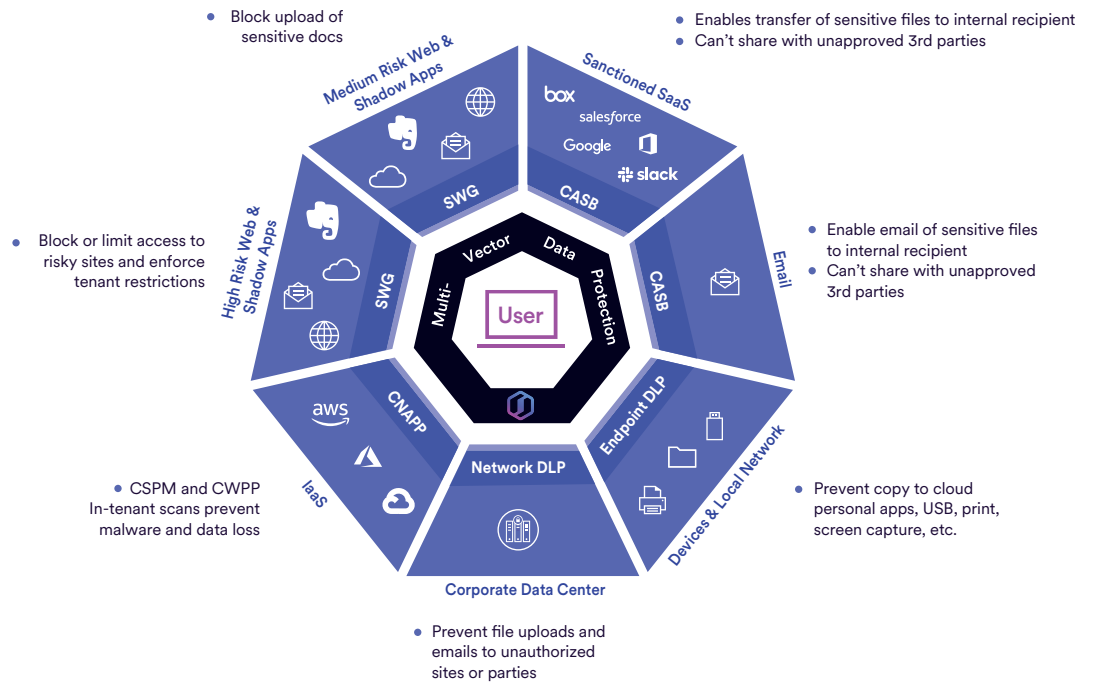 Block upload of
sensitive docs
Enables transfer of sensitive files to internal recipient
Can't share with unapproved 3rd parties
Medium Risk Web &
Shadow Apps
SWG
Sanctioned SaaS
box
salesforce
Google
slack
CASB
Email
CASB
Enable email of sensitive files
to internal recipient
Can't share with unapproved
3rd parties
High Risk Web &
Shadow Apps
SWG
Block or limit access to
risky sites and enforce
tenant restrictions
Multi-
Vector
Data
Protection
User
aws
CNAPP
IaaS
CSPM and CWPP
In-tenant scans prevent
malware and data loss
Network DLP
Corporate Data Center
Prevent file uploads and
emails to unauthorized
sites or parties
Endpoint DLP
Devices & Local Network
Prevent copy to cloud
personal apps, USB, print,
screen capture, etc.